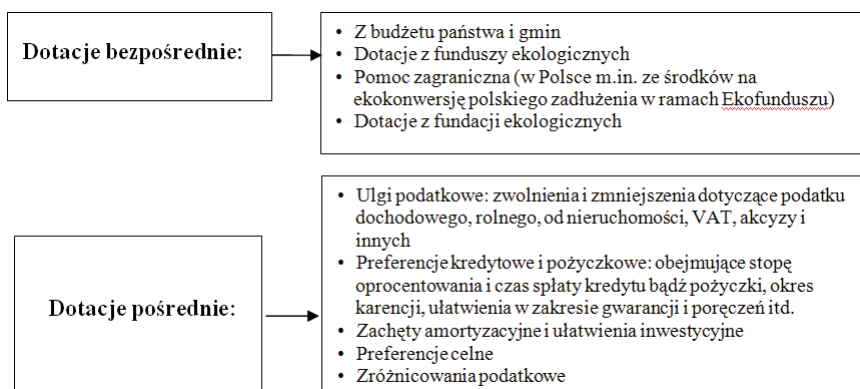 Dotacje bezpośrednie:
• Z budżetu państwa i gmin
• Dotacje z funduszy ekologicznych
• Pomoc zagraniczna (w Polsce m.in. ze środków na
ekokonwersję polskiego zadłużenia w ramach Ekofunduszu)
• Dotacje z fundacji ekologicznych
Dotacje pośrednie:
• Ulgi podatkowe: zwolnienia i zmniejszenia dotyczące podatku
dochodowego, rolnego, od nieruchomości, VAT, akcyzy i
innych
• Preferencje kredytowe i pożyczkowe: obejmujące stopę
oprocentowania i czas spłaty kredytu bądź pożyczki, okres
karencji, ułatwienia w zakresie gwarancji i poręczeń itd.
• Zachęty amortyzacyjne i ułatwienia inwestycyjne
• Preferencje celne
• Zróżnicowania podatkowe